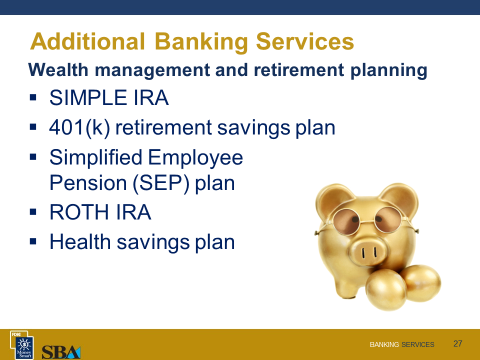 Additional Banking Services
Wealth management and retirement planning
▪ SIMPLE IRA
▪ 401(k) retirement savings plan
▪ Simplified Employee
Pension (SEP) plan
▪ ROTH IRA
▪ Health savings plan
FDIC
Money
Smart
SBA
BANKING SERVICES 27